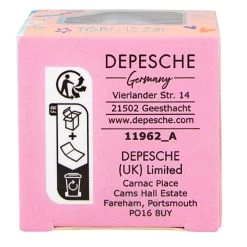 DEPESCHE
Germany
Vierlander Str. 14
21502 Geesthacht
www.depesche.com
11962_A
DEPESCHE
(UK) Limited
Carnac Place
Cams Hall Estate
Fareham, Portsmouth
PO16 8UY
FR